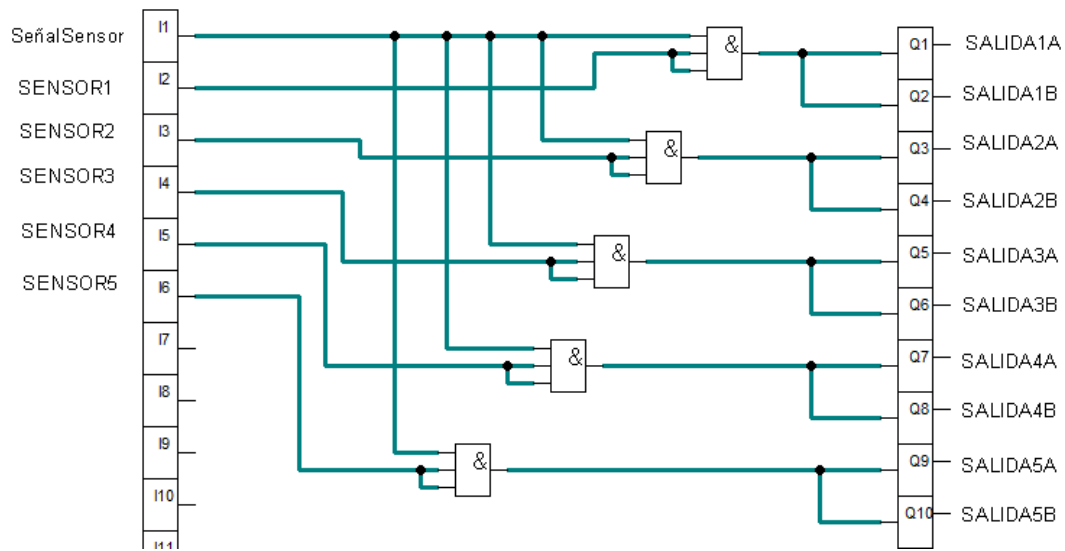 SeñalSensor
SENSOR1
SENSOR2
SENSOR3
SENSOR4
SENSOR5
I1
I2
I3
I4
I5
I6
I7
I8
I9
I10
I11
&
&
&
&
&
Q1 SALIDA1A
Q2 SALIDA1B
Q3 SALIDA2A
Q4 SALIDA2B
Q5 SALIDA3A
Q6 SALIDA3B
Q7 SALIDA4A
Q8 SALIDA4B
Q9 SALIDA5A
Q10 SALIDA5B